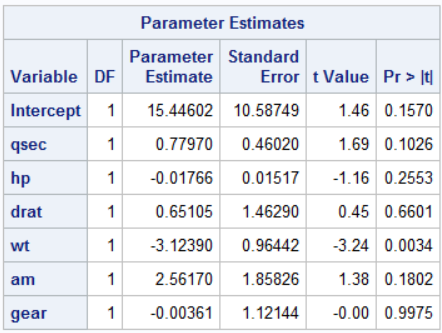 Parameter Estimates
Variable DF Parameter Estimate Standard Error t Value Pr > |t|
Intercept 1 15.44602 10.58749 1.46 0.1570
qsec 1 0.77970 0.46020 1.69 0.1026
hp 1 -0.01766 0.01517 -1.16 0.2553
drat 1 0.65105 1.46290 0.45 0.6601
wt 1 -3.12390 0.96442 -3.24 0.0034
am 1 2.56170 1.85826 1.38 0.1802
gear 1 -0.00361 1.12144 -0.00 0.9975